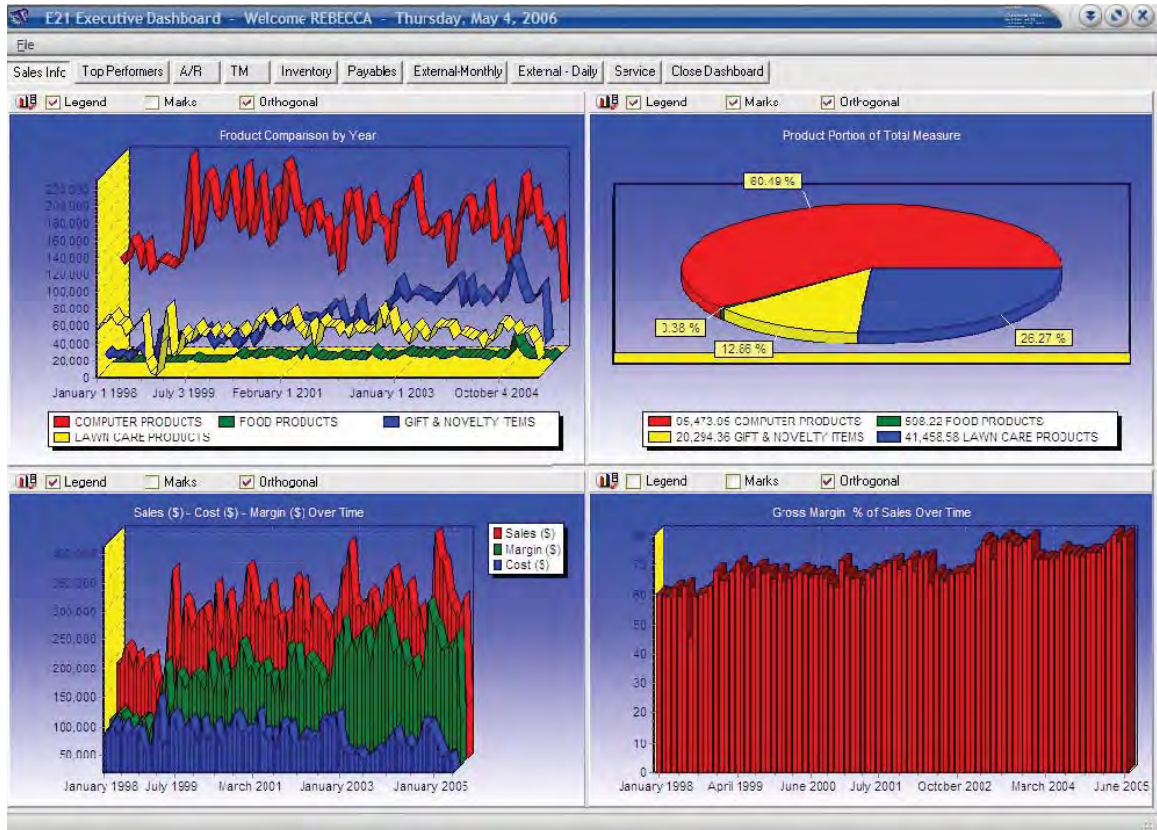 E21 Executive Dashboard - Welcome REBECCA - Thursday, May 4, 2006
File
Sales Info Top Performers A/R TM Inventory Payables External-Monthly External - Daily Service Close Dashboard
Legend Marks Orthogonal
Product Comparison by Year
200,000
180,000
160,000
140,000
120,000
100,000
80,000
60,000
40,000
20,000
0
January 1 1998 July 3 1999 February 1 2001 January 1 2003 October 4 2004
COMPUTER PRODUCTS FOOD PRODUCTS GIFT & NOVELTY ITEMS
LAWN CARE PRODUCTS
Legend Marks Orthogonal
Product Portion of Total Measure
60.49 %
0.38 %
12.86 %
26.27 %
COMPUTER PRODUCTS 598.22 FOOD PRODUCTS
20,294.36 GIFT & NOVELTY ITEMS 41,458.58 LAWN CARE PRODUCTS
Legend Marks Orthogonal
Sales ($) - Cost ($) - Margin ($) Over Time
Sales ($)
Margin ($)
Cost ($)
350,000
300,000
250,000
200,000
150,000
100,000
50,000
January 1998 July 1999 March 2001 January 2003 January 2005
Legend Marks Orthogonal
Gross Margin % of Sales Over Time
60
50
40
30
20
10
0
January 1998 April 1999 June 2000 July 2001 October 2002 March 2004 June 2005